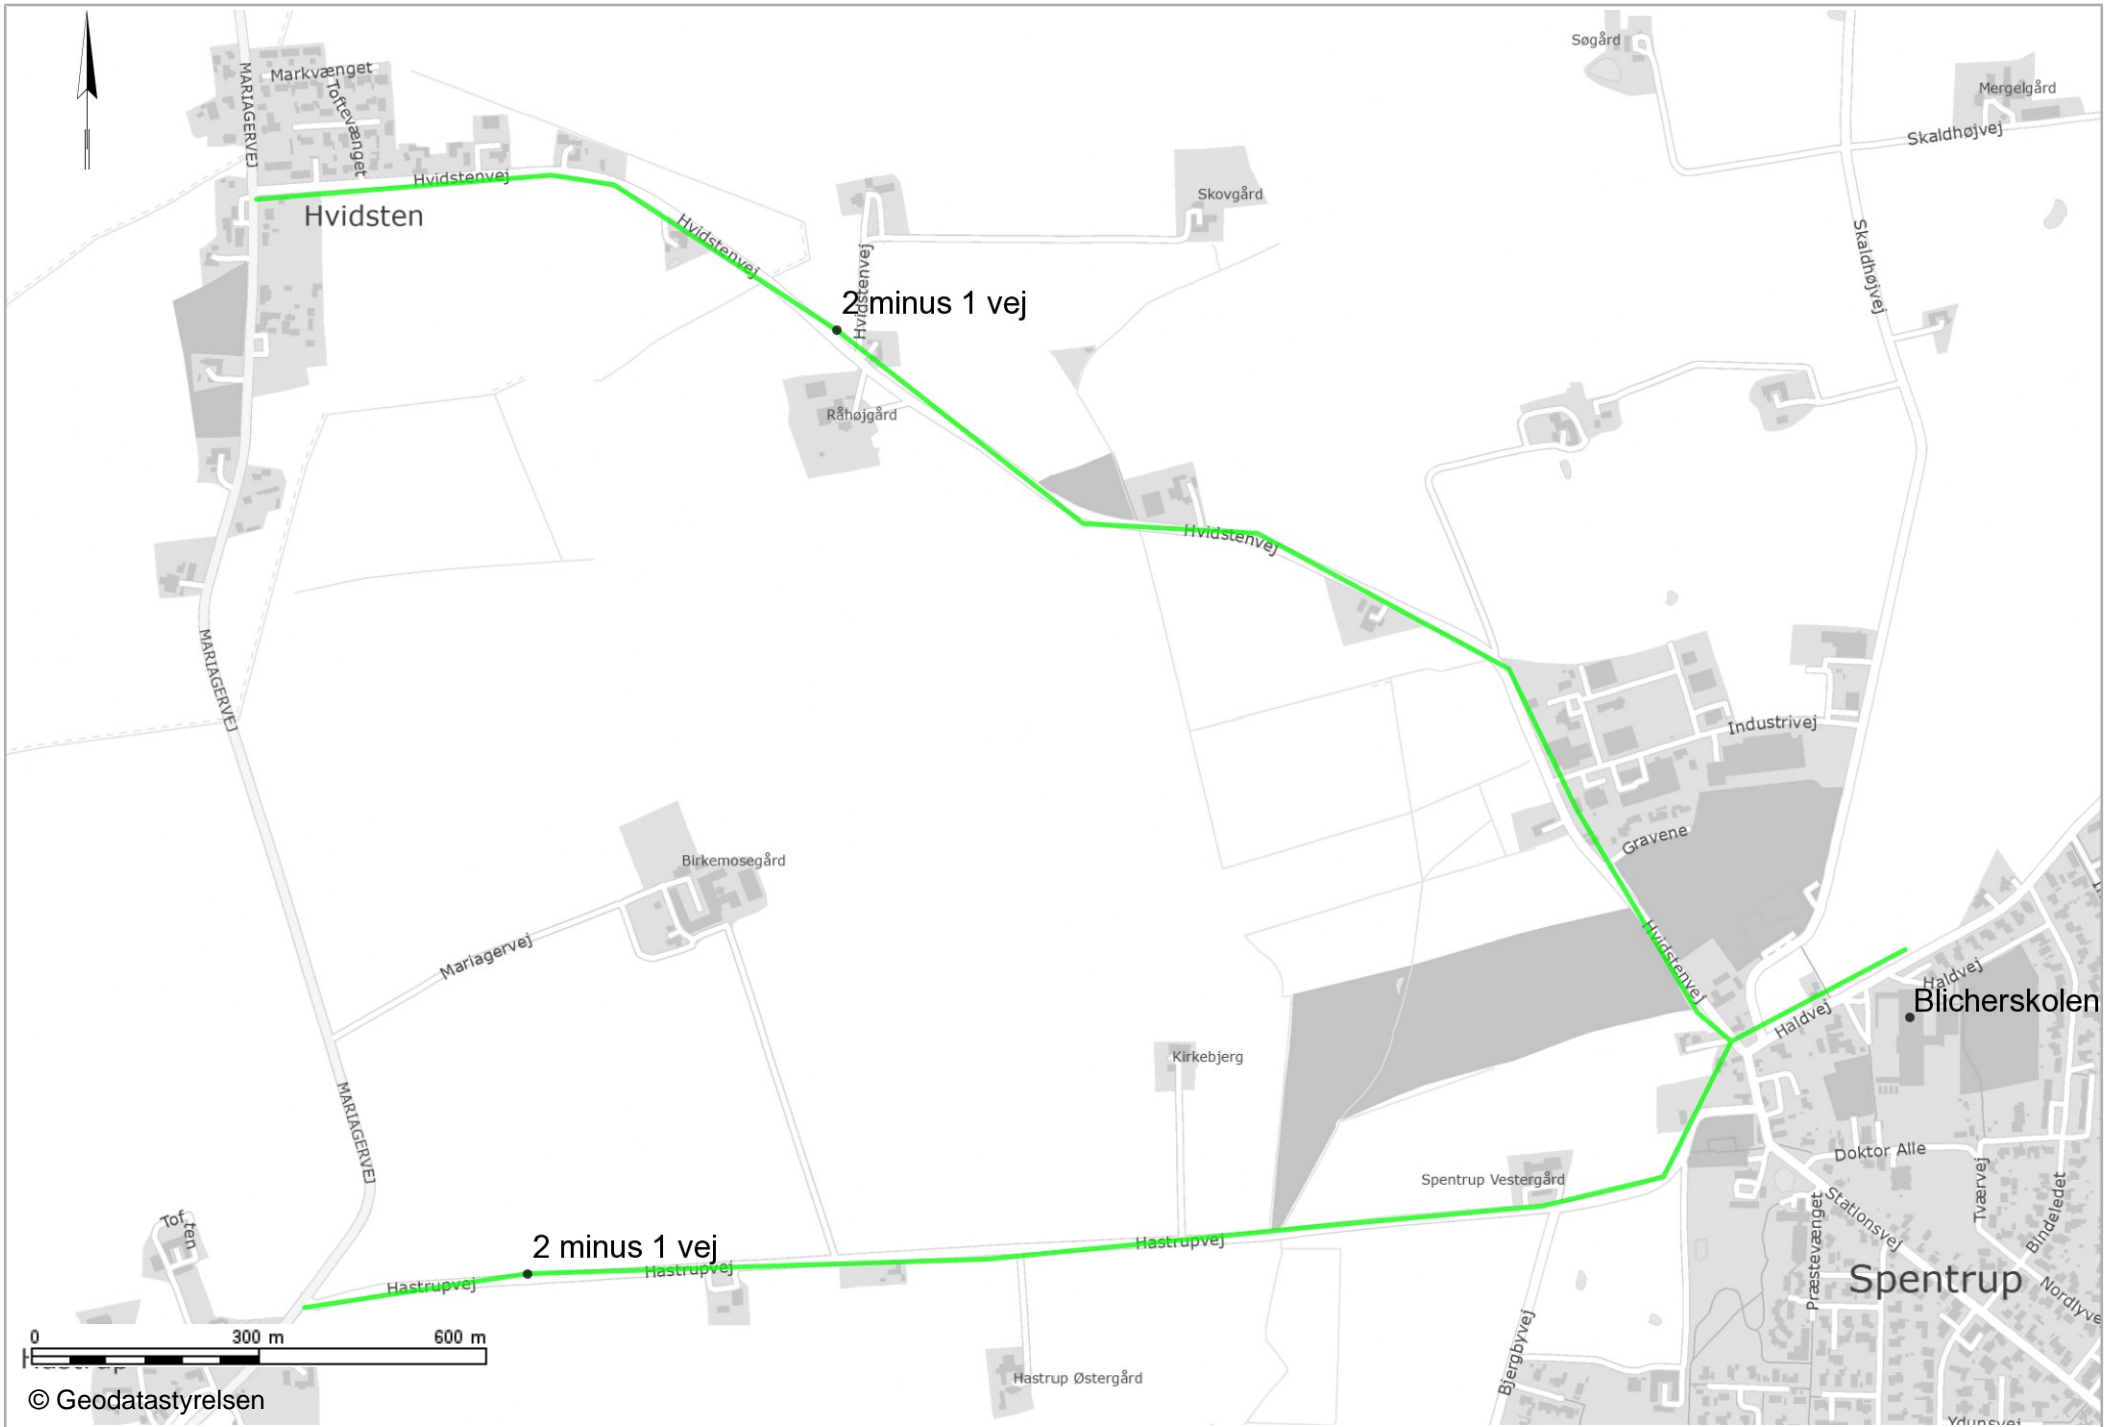 Søgård
Markvænget
Toftevænget
MARIAGERVEJ
Mergelgård
Skaldhøjvej
Hvidstenvej
Hvidsten
Hvidstenvej
Skovgård
Skaldhøjvej
Hvidstenvej
2 minus 1 vej
Råhøjgård
Hvidstenvej
MARIAGERVEJ
Industrivej
Gravene
Birkemosegård
Mariagervej
Hvidstenvej
Haldvej
Blicherskolen
Haldvej
Kirkebjerg
MARIAGERVEJ
Doktor Alle
Tværvej
Bindeledet
Spentrup Vestergård
Stationsvej
Præstevænget
Toften
2 minus 1 vej
Hastrupvej
Hastrupvej
Hastrupvej
Spentrup
Bjergbyvej
0 300 m 600 m
Hastrup Østergård
© Geodatastyrelsen